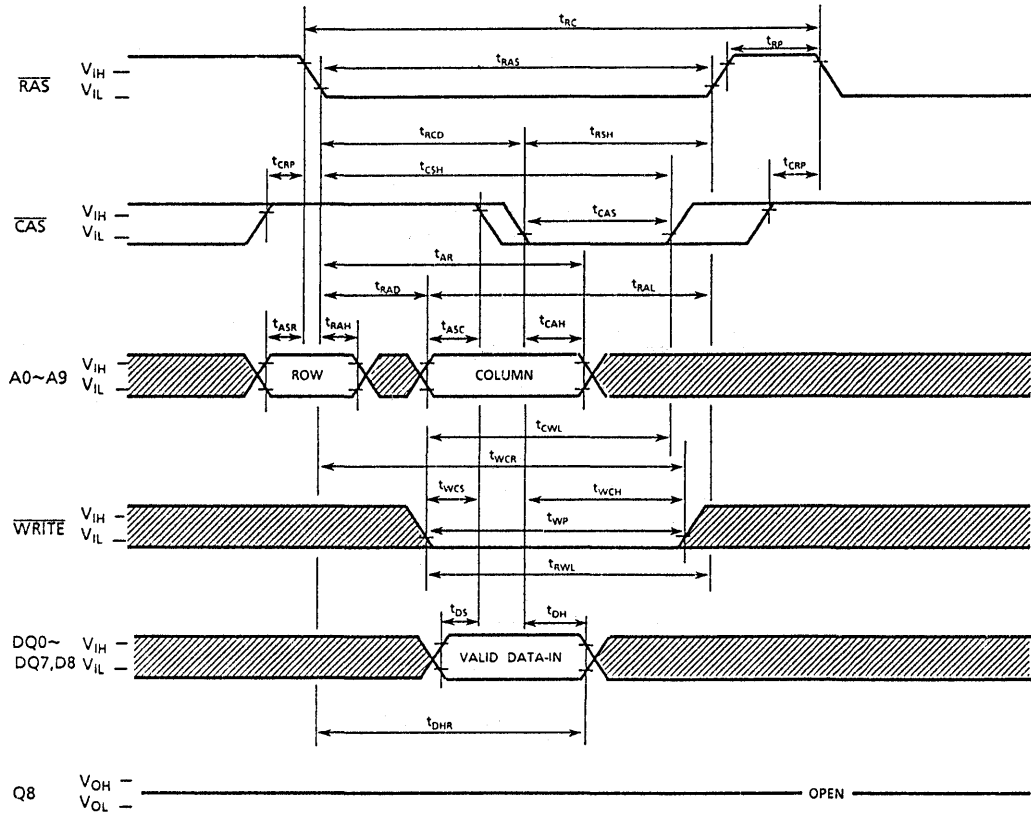 tRC
tRP
tRAS
RAS
VIH
VIL
tRCD
tRSH
tCRP
tCSH
tCRP
CAS
VIH
VIL
tCAS
tAR
tRAD
tRAL
tASR
tRAH
tASC
tCAH
A0~A9
VIH
VIL
ROW
COLUMN
tCWL
tWCR
tWCS
tWCH
WRITE
VIH
VIL
tWP
tRWL
tDS
tDH
DQ0~
DQ7,D8
VIH
VIL
VALID DATA-IN
tDHR
Q8
VOH
VOL
OPEN